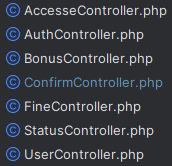 AccesseController.php
AuthController.php
BonusController.php
ConfirmController.php
FineController.php
StatusController.php
UserController.php